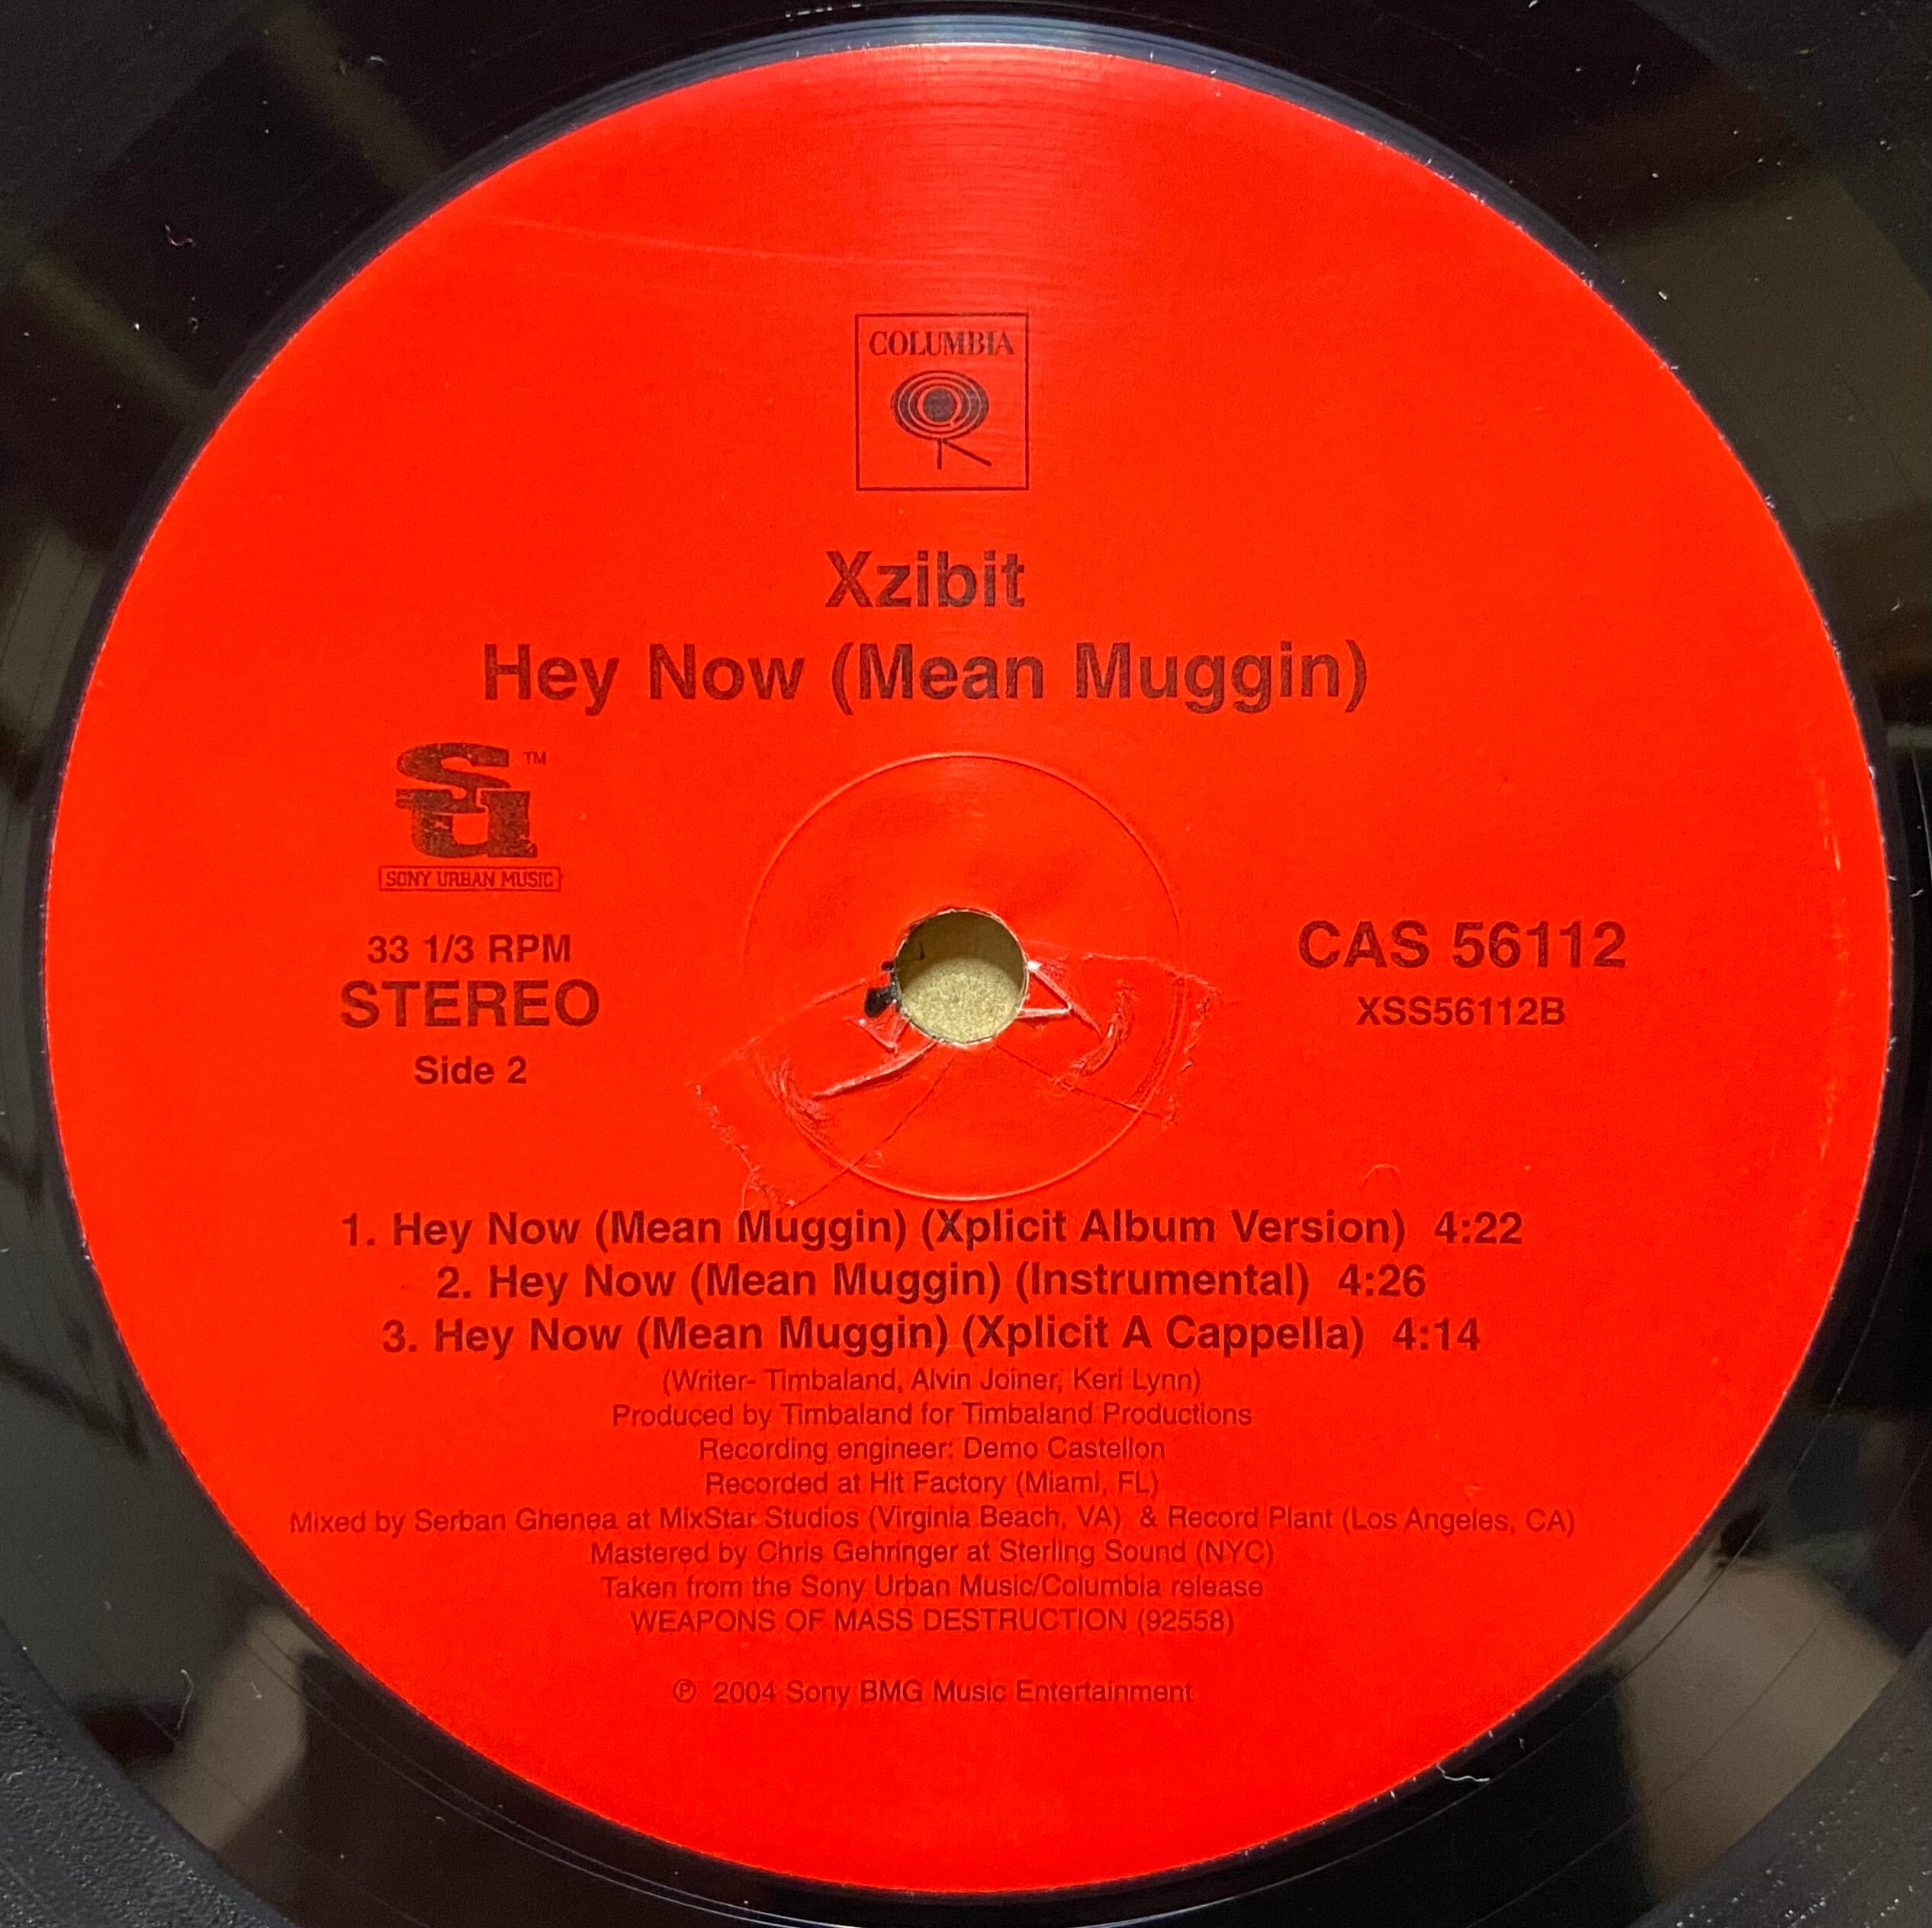 COLUMBIA
Xzibit
Hey Now (Mean Muggin)
SU™
SONY URBAN MUSIC
33 1/3 RPM
STEREO
Side 2
CAS 56112
XSS56112B
1. Hey Now (Mean Muggin) (Xplicit Album Version) 4:22
2. Hey Now (Mean Muggin) (Instrumental) 4:26
3. Hey Now (Mean Muggin) (Xplicit A Cappella) 4:14
(Writer- Timbaland, Alvin Joiner, Keri Lynn)
Produced by Timbaland for Timbaland Productions
Recording engineer: Demo Castellon
Recorded at Hit Factory (Miami, FL)
Mixed by Serban Ghenea at MixStar Studios (Virginia Beach, VA) & Record Plant (Los Angeles, CA)
Mastered by Chris Gehringer at Sterling Sound (NYC)
Taken from the Sony Urban Music/Columbia release
WEAPONS OF MASS DESTRUCTION (92558)
℗ 2004 Sony BMG Music Entertainment